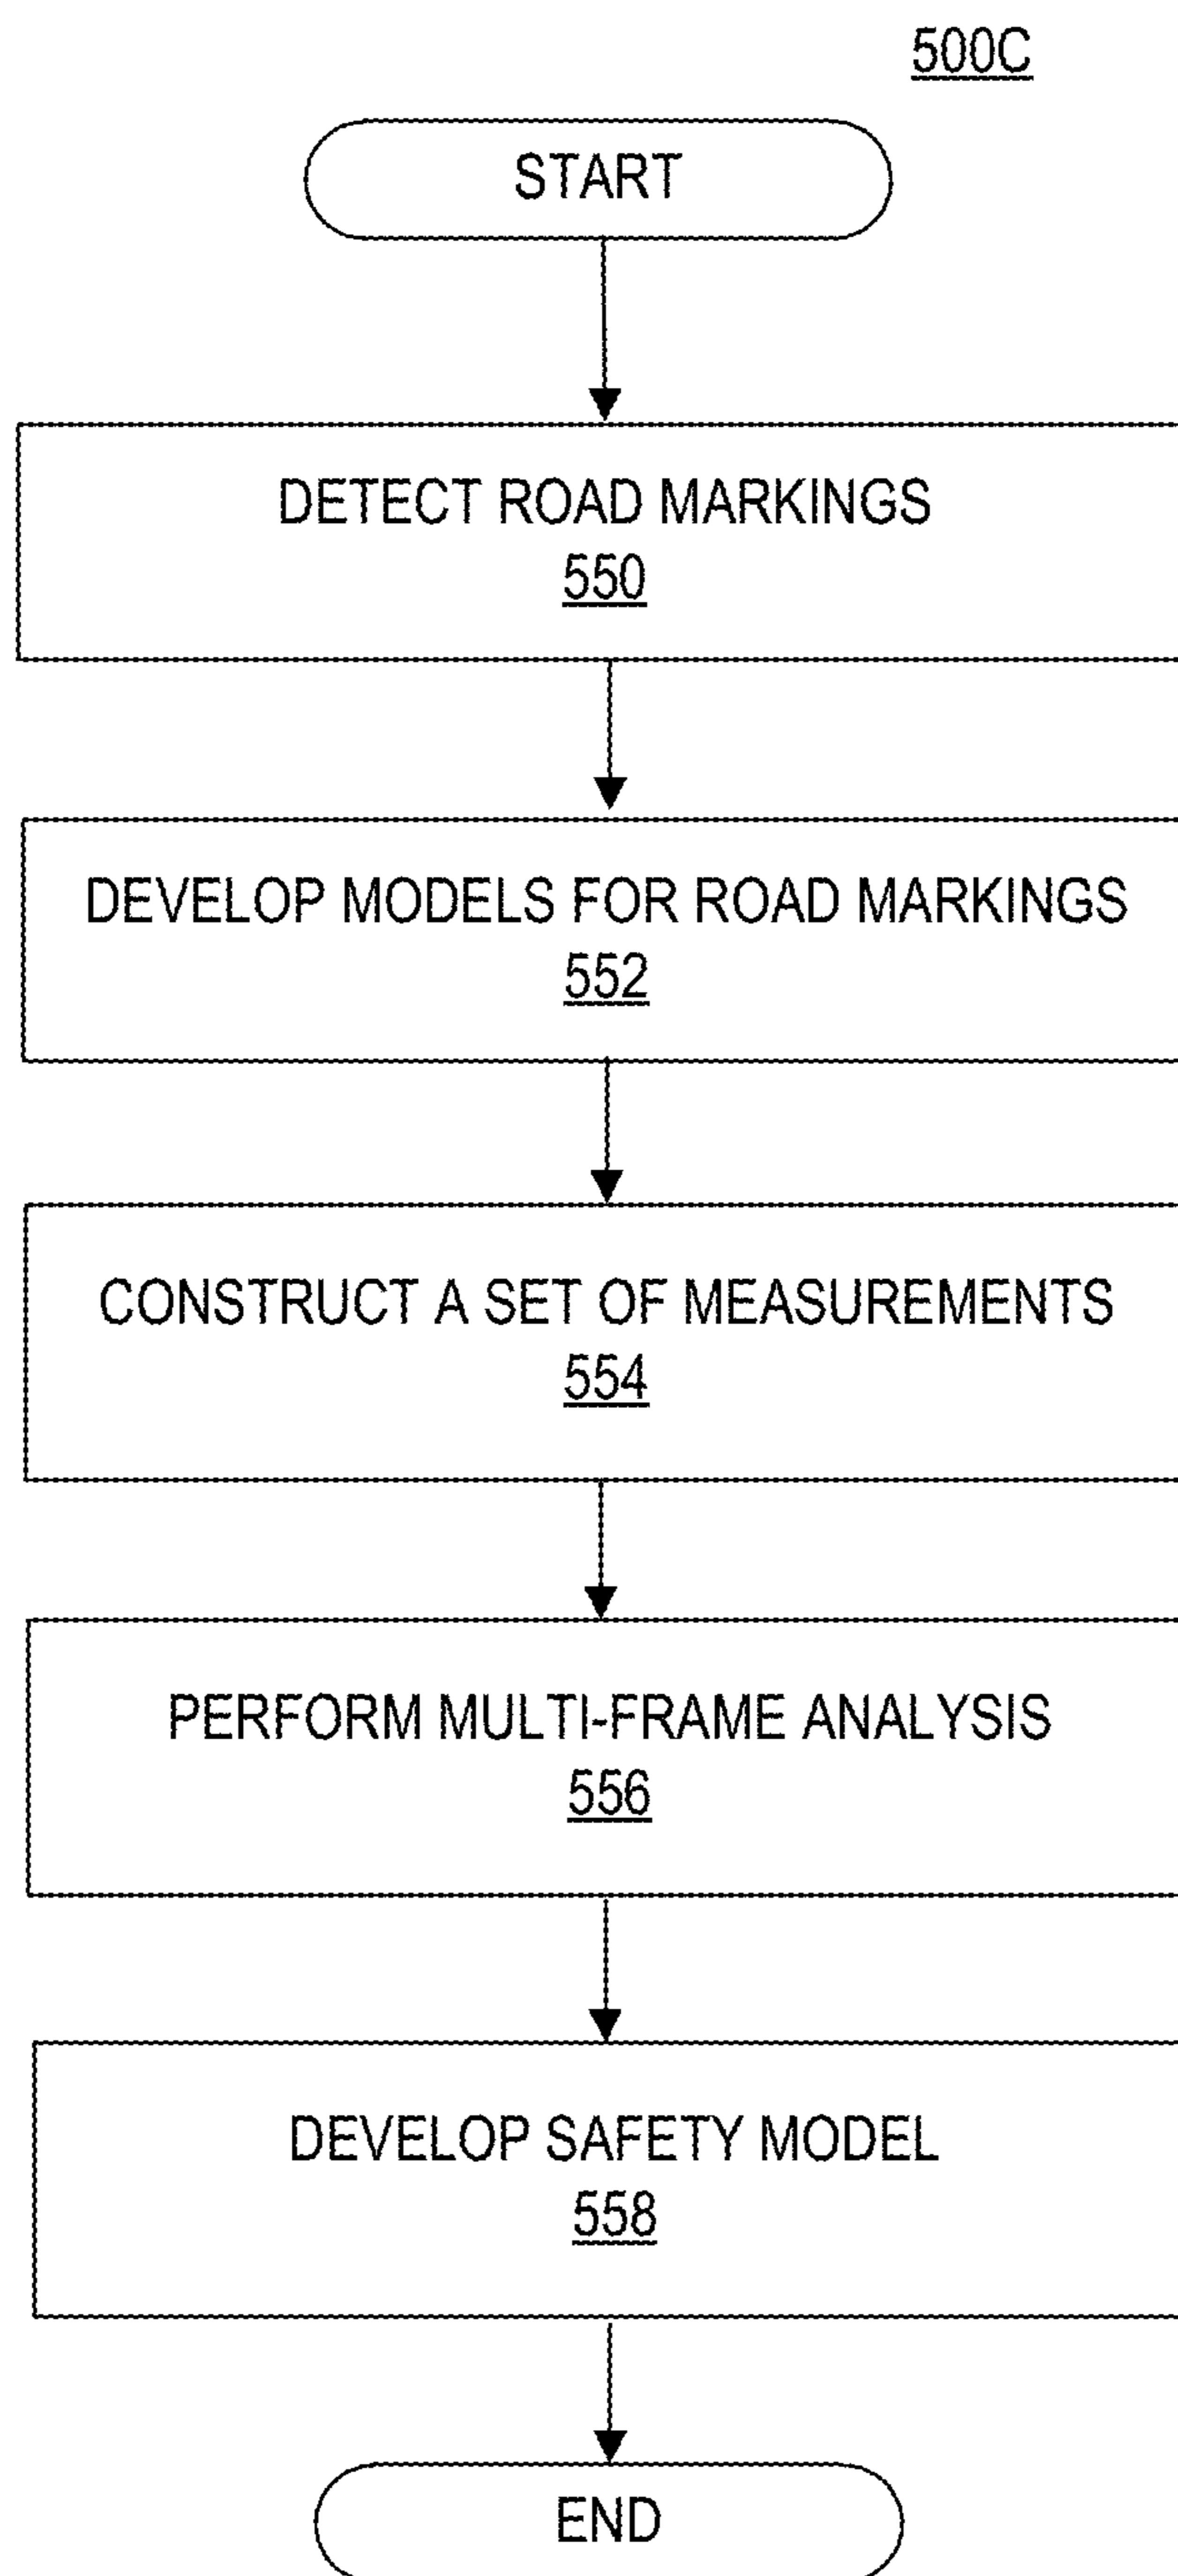 500C
START
DETECT ROAD MARKINGS
550
DEVELOP MODELS FOR ROAD MARKINGS
552
CONSTRUCT A SET OF MEASUREMENTS
554
PERFORM MULTI-FRAME ANALYSIS
556
DEVELOP SAFETY MODEL
558
END